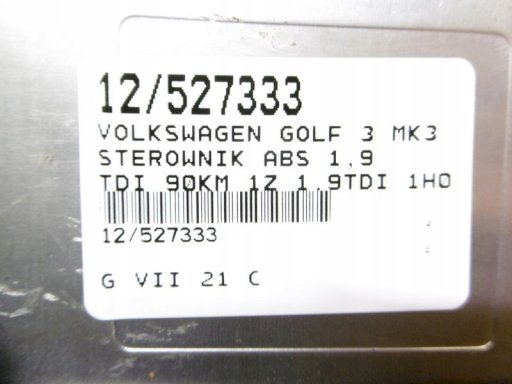 12/527333
VOLKSWAGEN GOLF 3 MK3
STEROWNIK ABS 1,9
TDI 90KM 1Z 1.9TDI 1H0
12/527333
G VII 21 C